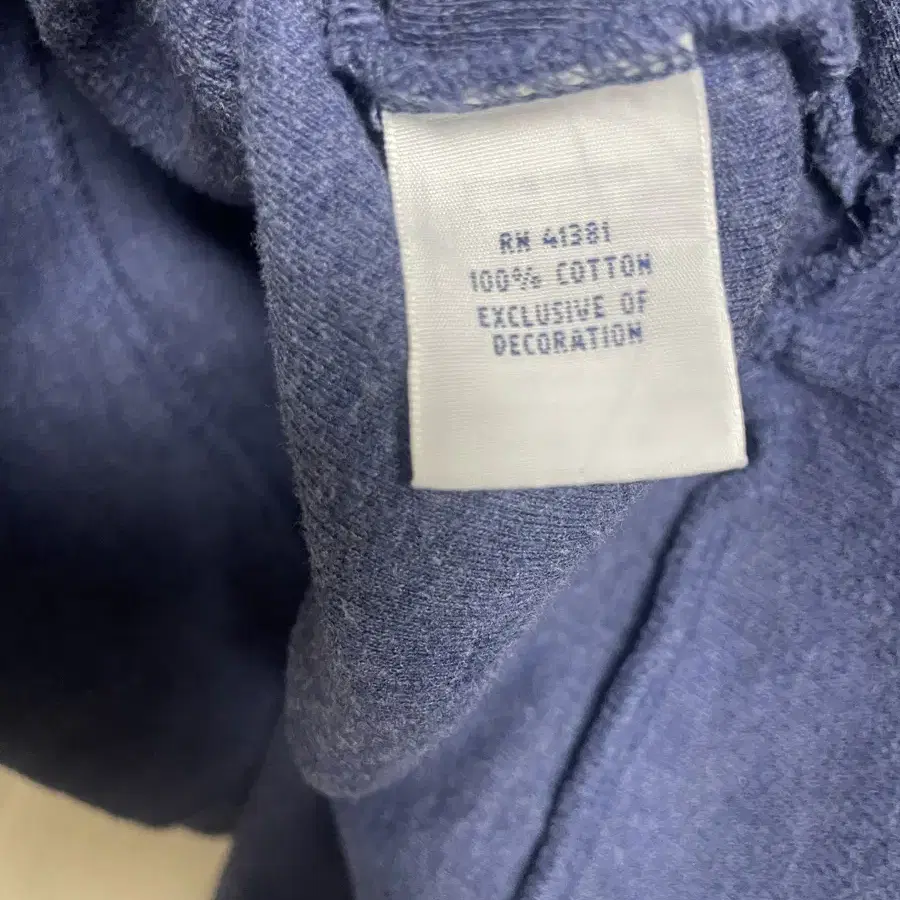 RN 41381
100% COTTON
EXCLUSIVE OF
DECORATION